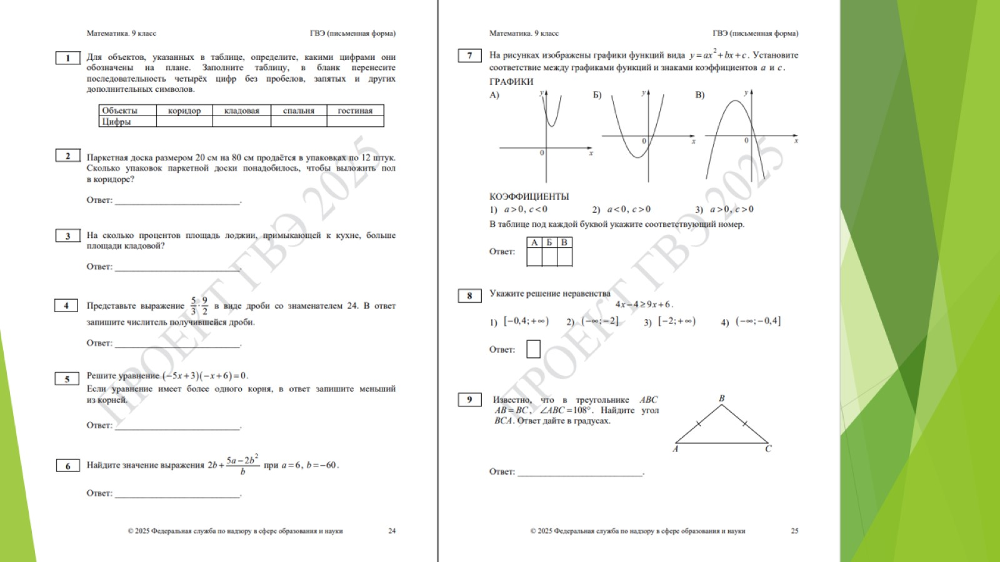 Математика. 9 класс ГВЭ (письменная форма)
1 Для объектов, указанных в таблице, определите, какими цифрами они
обозначены на плане. Заполните таблицу, в бланк перенесите
последовательность четырёх цифр без пробелов, запятых и других
дополнительных символов.
Объекты коридор кладовая спальня гостиная
Цифры
2 Паркетная доска размером 20 см на 80 см продаётся в упаковках по 12 штук.
Сколько упаковок паркетной доски понадобилось, чтобы выложить пол
в коридоре?
Ответ: ___________________________.
3 На сколько процентов площадь лоджии, примыкающей к кухне, больше
площади кладовой?
Ответ: ___________________________.
4 Представьте выражение 5/3 · 9/2 в виде дроби со знаменателем 24. В ответ
запишите числитель получившейся дроби.
Ответ: ___________________________.
5 Решите уравнение (−5x+3)(−x+6)=0.
Если уравнение имеет более одного корня, в ответ запишите меньший
из корней.
Ответ: ___________________________.
6 Найдите значение выражения 2b + (5a−2b²)/b при a=6, b=−60.
Ответ: ___________________________.
© 2025 Федеральная служба по надзору в сфере образования и науки 24
ПРОЕКТ ГВЭ 2025
Математика. 9 класс ГВЭ (письменная форма)
7 На рисунках изображены графики функций вида y=ax²+bx+c. Установите
соответствие между графиками функций и знаками коэффициентов a и c.
ГРАФИКИ
А) Б) В)
y y y
0 x 0 x 0 x
КОЭФФИЦИЕНТЫ
1) a>0, c<0 2) a<0, c>0 3) a>0, c>0
В таблице под каждой буквой укажите соответствующий номер.
А Б В
Ответ:
8 Укажите решение неравенства
4x−4≥9x+6.
1) [−0,4;+∞) 2) (−∞;−2] 3) [−2;+∞) 4) (−∞;−0,4]
Ответ:
9 Известно, что в треугольнике ABC
AB=BC, ∠ABC=108°. Найдите угол
BCA. Ответ дайте в градусах.
B
A C
Ответ: ___________________________.
© 2025 Федеральная служба по надзору в сфере образования и науки 25
ПРОЕКТ ГВЭ 2025